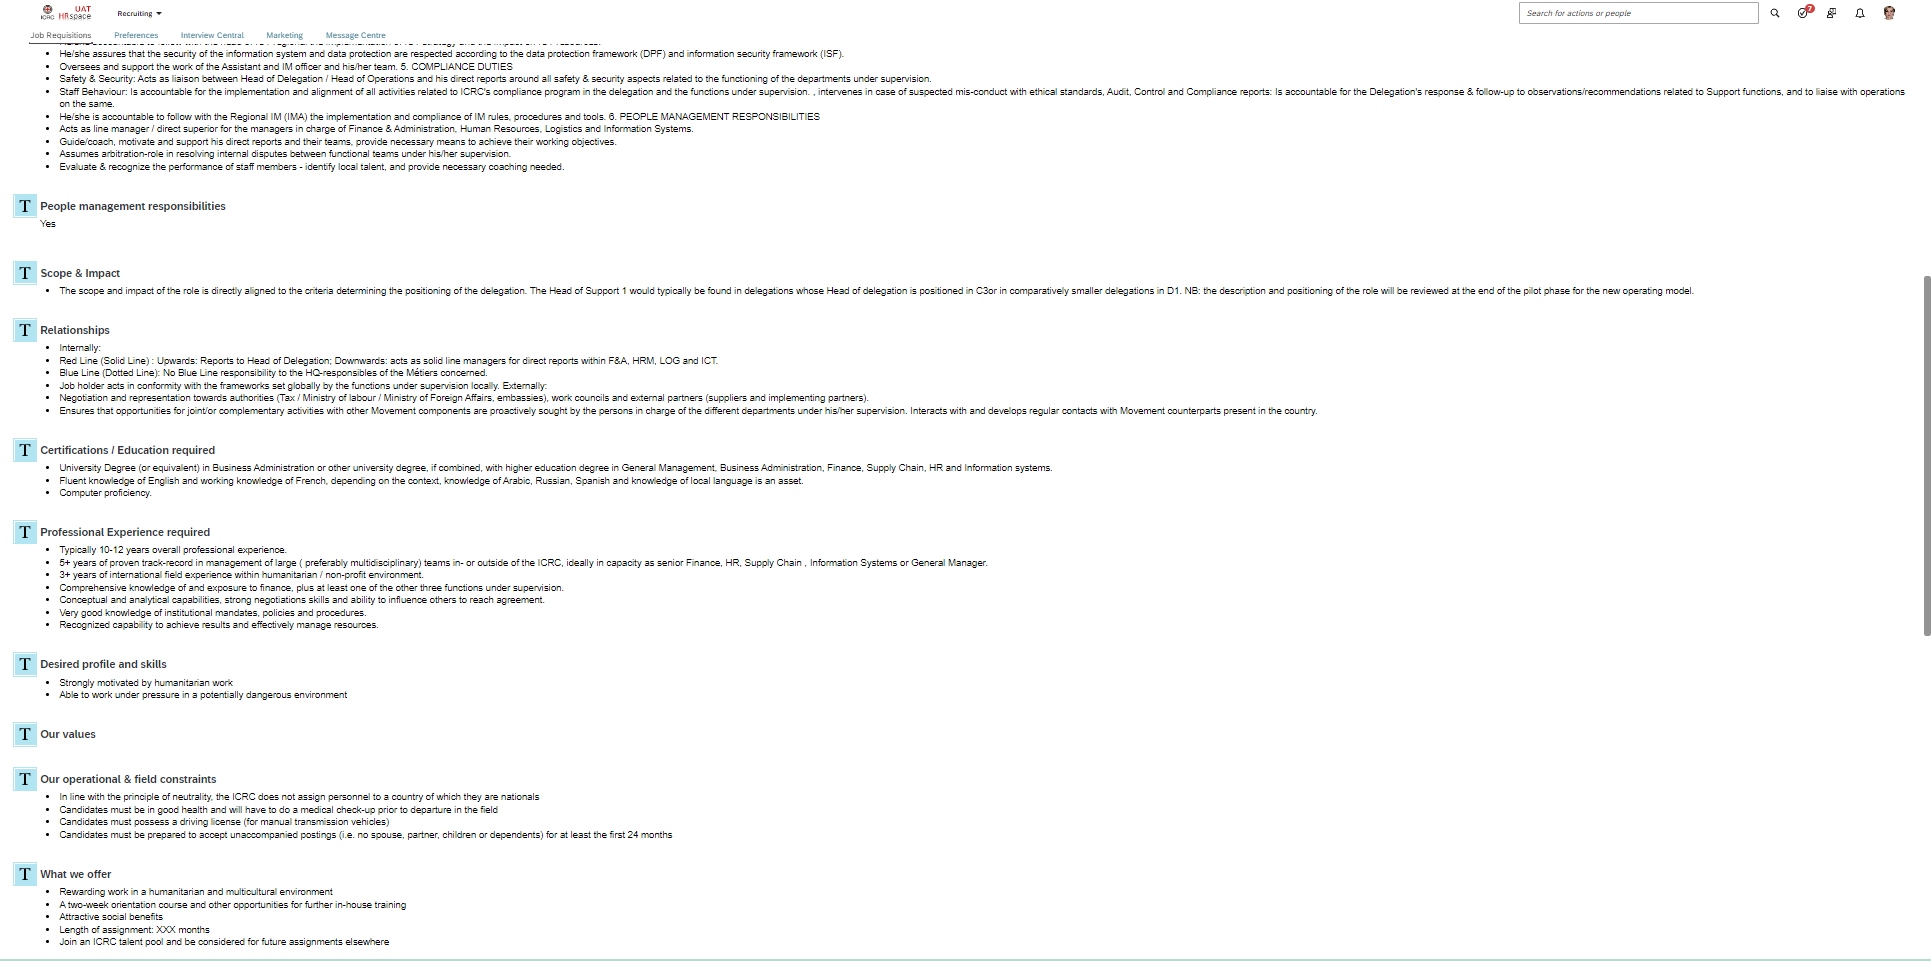 ICRC
UAT
HRspace
Recruiting
Search for actions or people
7
Job Requisitions Preferences Interview Central Marketing Message Centre
He/she assures that the security of the information system and data protection are respected according to the data protection framework (DPF) and information security framework (ISF).
Oversees and support the work of the Assistant and IM officer and his/her team. 5. COMPLIANCE DUTIES
Safety & Security: Acts as liaison between Head of Delegation / Head of Operations and his direct reports around all safety & security aspects related to the functioning of the departments under supervision.
Staff Behaviour: Is accountable for the implementation and alignment of all activities related to ICRC's compliance program in the delegation and the functions under supervision. , intervenes in case of suspected mis-conduct with ethical standards, Audit, Control and Compliance reports: Is accountable for the Delegation's response & follow-up to observations/recommendations related to Support functions, and to liaise with operations
on the same.
He/she is accountable to follow with the Regional IM (IMA) the implementation and compliance of IM rules, procedures and tools. 6. PEOPLE MANAGEMENT RESPONSIBILITIES
Acts as line manager / direct superior for the managers in charge of Finance & Administration, Human Resources, Logistics and Information Systems.
Guide/coach, motivate and support his direct reports and their teams, provide necessary means to achieve their working objectives.
Assumes arbitration-role in resolving internal disputes between functional teams under his/her supervision.
Evaluate & recognize the performance of staff members - identify local talent, and provide necessary coaching needed.
T People management responsibilities
Yes
T Scope & Impact
The scope and impact of the role is directly aligned to the criteria determining the positioning of the delegation. The Head of Support 1 would typically be found in delegations whose Head of delegation is positioned in C3or in comparatively smaller delegations in D1. NB: the description and positioning of the role will be reviewed at the end of the pilot phase for the new operating model.
T Relationships
Internally:
Red Line (Solid Line) : Upwards: Reports to Head of Delegation; Downwards: acts as solid line managers for direct reports within F&A, HRM, LOG and ICT.
Blue Line (Dotted Line): No Blue Line responsibility to the HQ-responsibles of the Métiers concerned.
Job holder acts in conformity with the frameworks set globally by the functions under supervision locally. Externally:
Negotiation and representation towards authorities (Tax / Ministry of labour / Ministry of Foreign Affairs, embassies), work councils and external partners (suppliers and implementing partners).
Ensures that opportunities for joint/or complementary activities with other Movement components are proactively sought by the persons in charge of the different departments under his/her supervision. Interacts with and develops regular contacts with Movement counterparts present in the country.
T Certifications / Education required
University Degree (or equivalent) in Business Administration or other university degree, if combined, with higher education degree in General Management, Business Administration, Finance, Supply Chain, HR and Information systems.
Fluent knowledge of English and working knowledge of French, depending on the context, knowledge of Arabic, Russian, Spanish and knowledge of local language is an asset.
Computer proficiency.
T Professional Experience required
Typically 10-12 years overall professional experience.
5+ years of proven track-record in management of large ( preferably multidisciplinary) teams in- or outside of the ICRC, ideally in capacity as senior Finance, HR, Supply Chain , Information Systems or General Manager.
3+ years of international field experience within humanitarian / non-profit environment.
Comprehensive knowledge of and exposure to finance, plus at least one of the other three functions under supervision.
Conceptual and analytical capabilities, strong negotiations skills and ability to influence others to reach agreement.
Very good knowledge of institutional mandates, policies and procedures.
Recognized capability to achieve results and effectively manage resources.
T Desired profile and skills
Strongly motivated by humanitarian work
Able to work under pressure in a potentially dangerous environment
T Our values
T Our operational & field constraints
In line with the principle of neutrality, the ICRC does not assign personnel to a country of which they are nationals
Candidates must be in good health and will have to do a medical check-up prior to departure in the field
Candidates must possess a driving license (for manual transmission vehicles)
Candidates must be prepared to accept unaccompanied postings (i.e. no spouse, partner, children or dependents) for at least the first 24 months
T What we offer
Rewarding work in a humanitarian and multicultural environment
A two-week orientation course and other opportunities for further in-house training
Attractive social benefits
Length of assignment: XXX months
Join an ICRC talent pool and be considered for future assignments elsewhere